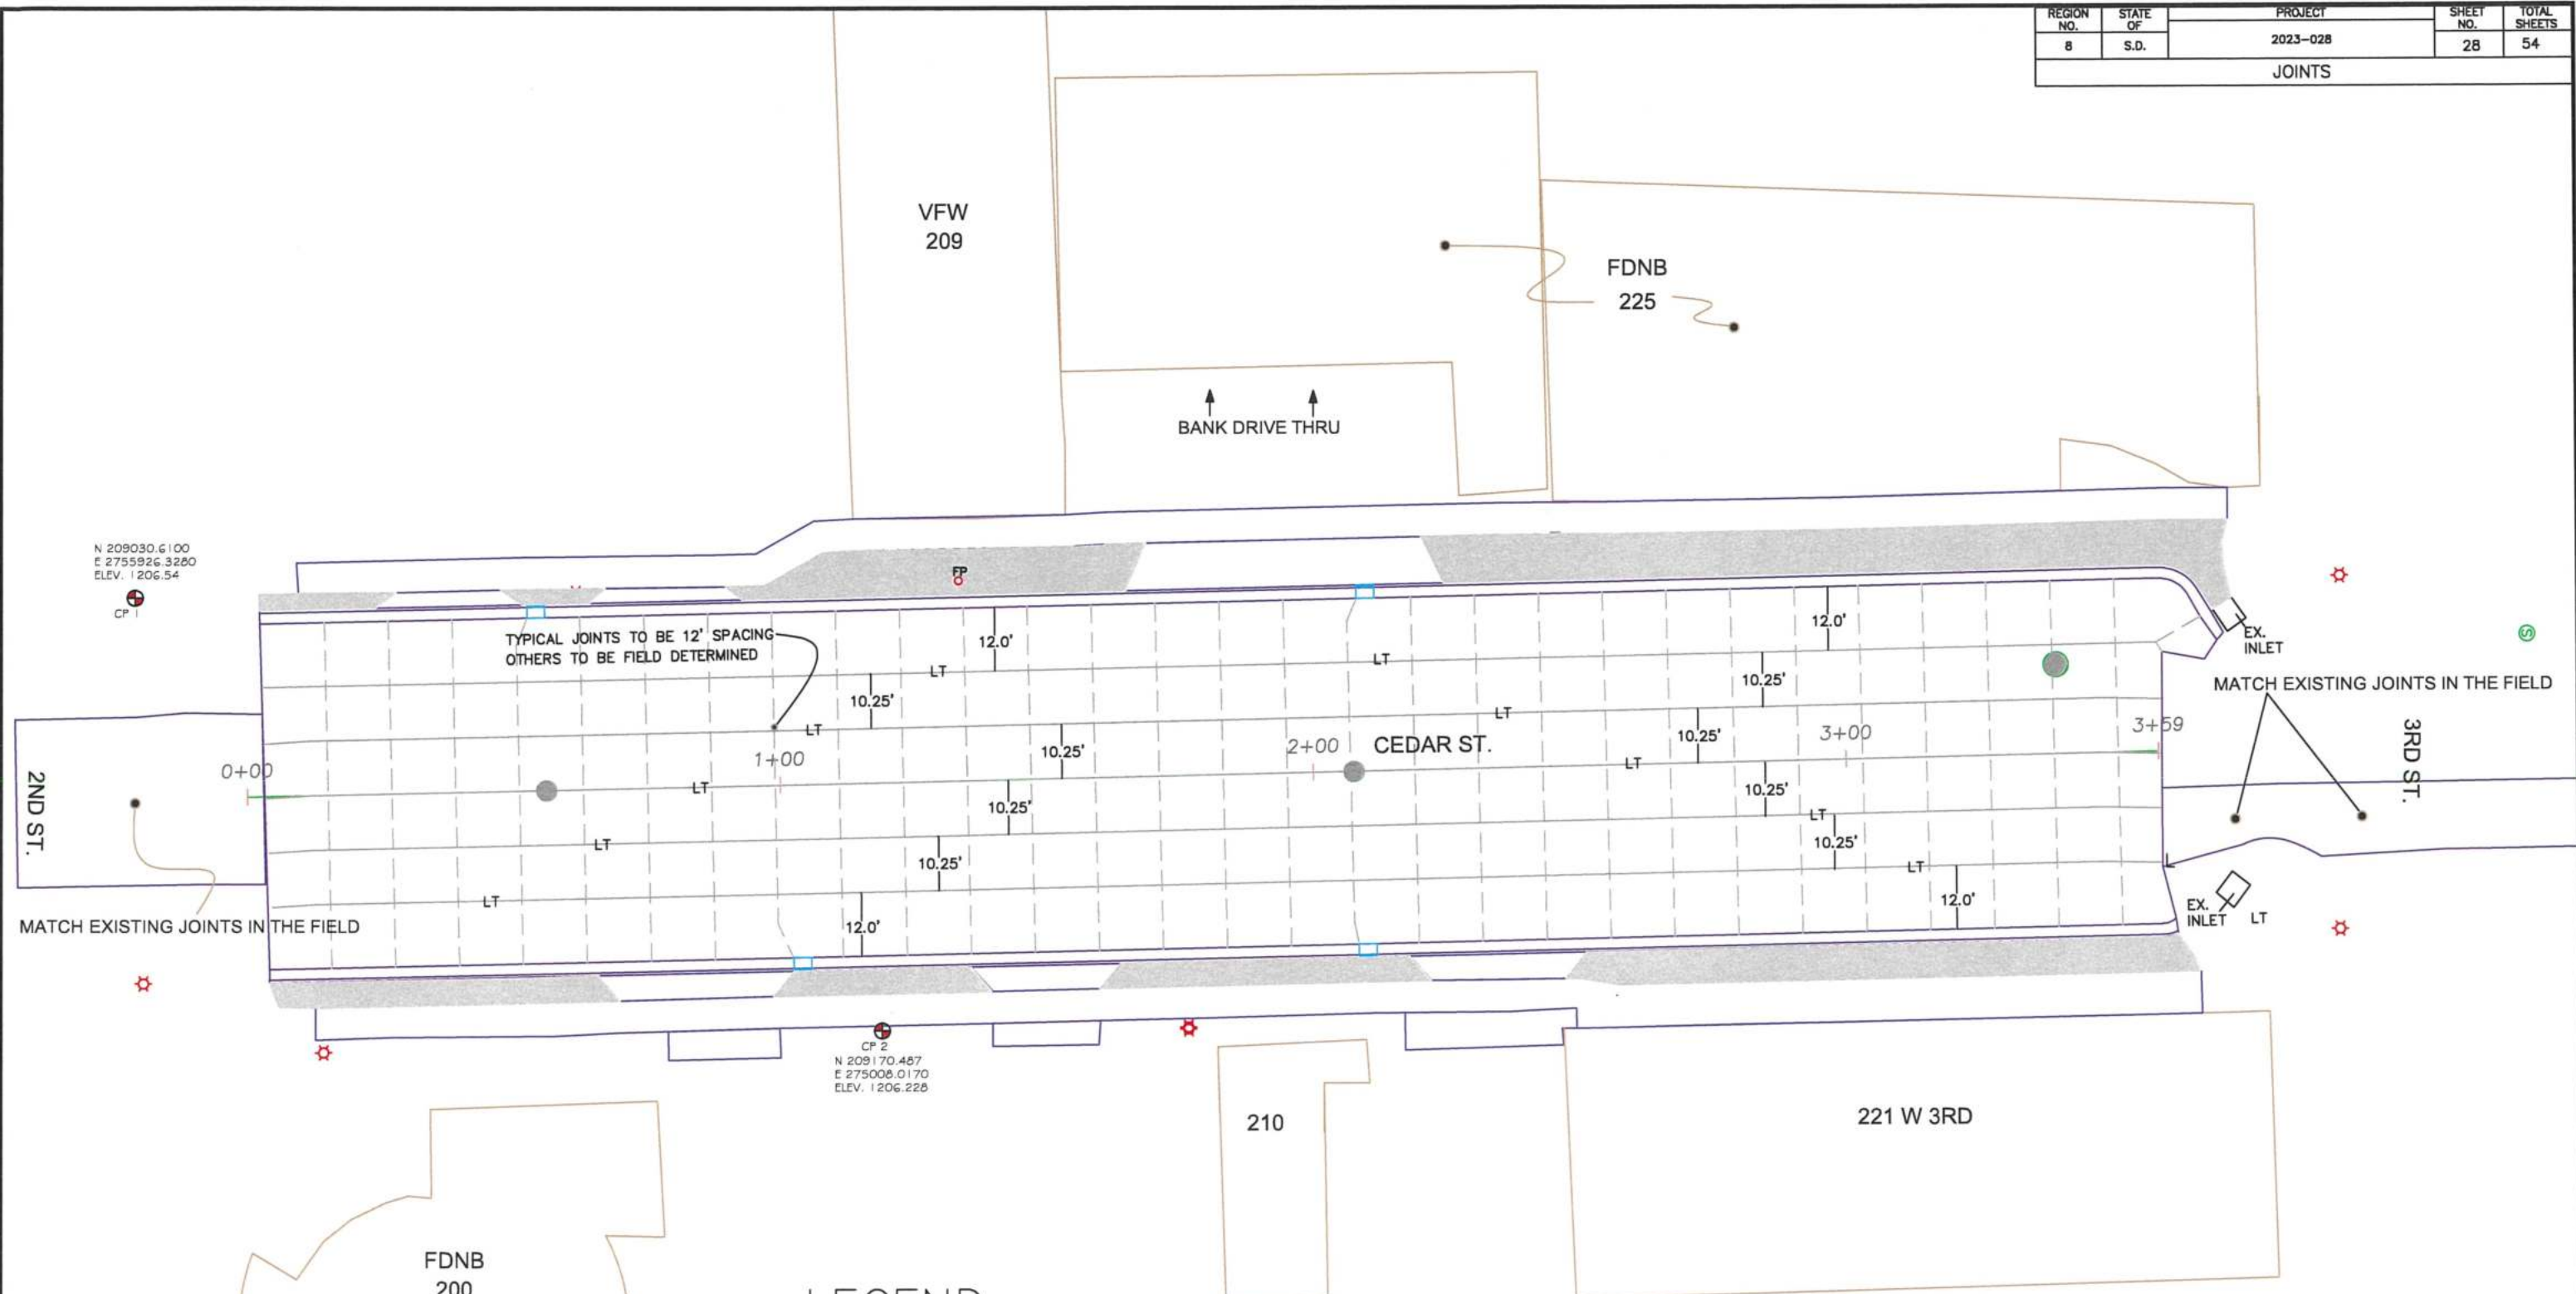 REGION NO.
STATE OF
PROJECT
SHEET NO.
TOTAL SHEETS
8
S.D.
2023-028
28
54
JOINTS
VFW
209
FDNB
225
BANK DRIVE THRU
N 209030.6100
E 2755926.3280
ELEV. 1206.54
CP 1
FP
TYPICAL JOINTS TO BE 12' SPACING
OTHERS TO BE FIELD DETERMINED
12.0'
12.0'
LT
LT
EX.
INLET
10.25'
10.25'
MATCH EXISTING JOINTS IN THE FIELD
LT
LT
10.25'
10.25'
0+00
1+00
2+00
CEDAR ST.
3+00
3+59
2ND ST.
3RD ST.
LT
LT
10.25'
10.25'
LT
LT
10.25'
10.25'
LT
LT
12.0'
12.0'
MATCH EXISTING JOINTS IN THE FIELD
EX.
INLET
LT
CP 2
N 209170.487
E 275008.0170
ELEV. 1206.228
210
221 W 3RD
FDNB
200
LEGEND